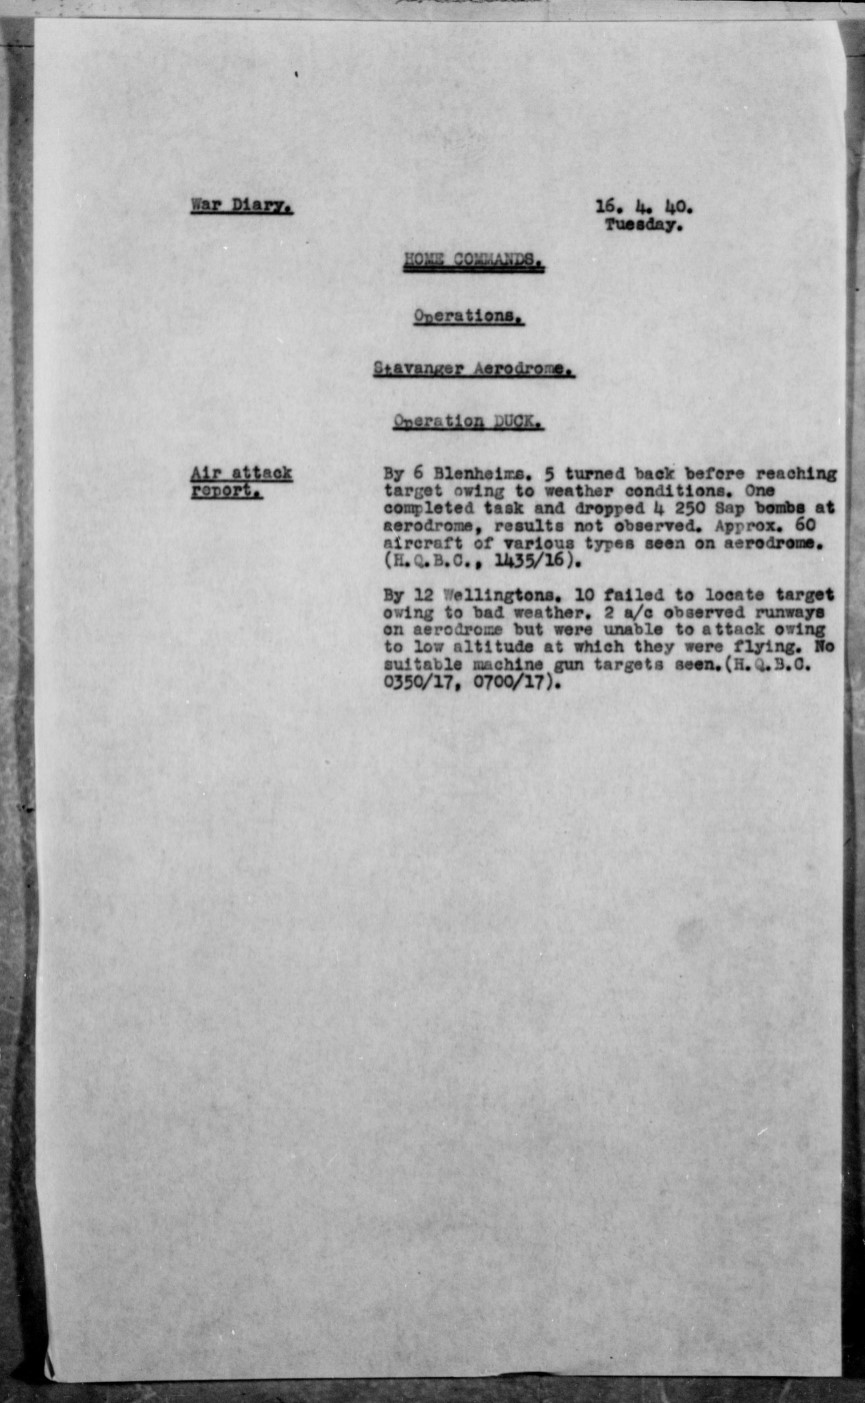 War Diary.
16. 4. 40.
Tuesday.
HOME COMMANDS.
Operations.
Stavanger Aerodrome.
Operation DUCK.
Air attack
report.
By 6 Blenheims. 5 turned back before reaching
target owing to weather conditions. One
completed task and dropped 4 250 Sap bombs at
aerodrome, results not observed. Approx. 60
aircraft of various types seen on aerodrome.
(H.Q.B.C., 1435/16).
By 12 Wellingtons. 10 failed to locate target
owing to bad weather. 2 a/c observed runways
on aerodrome but were unable to attack owing
to low altitude at which they were flying. No
suitable machine gun targets seen.(H.Q.B.C.
0350/17, 0700/17).